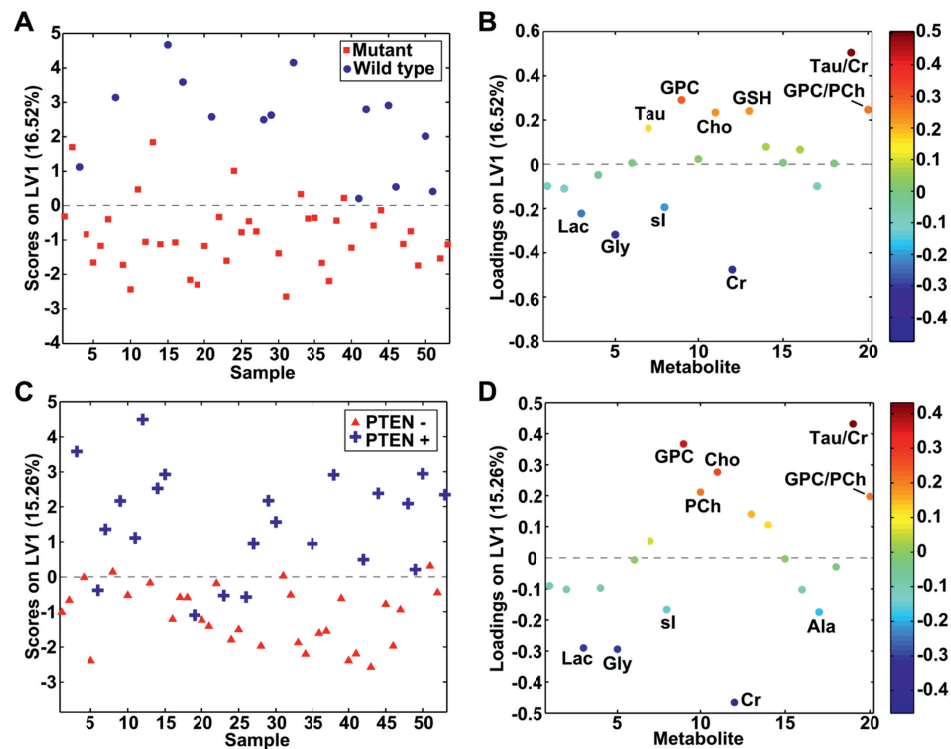 A
Scores on LV1 (16.52%)
5
4
3
2
1
0
-1
-2
-3
-4
Mutant
Wild type
5 10 15 20 25 30 35 40 45 50
Sample
B
Loadings on LV1 (16.52%)
0.6
0.4
0.2
0
-0.2
-0.4
-0.6
-0.8
Tau/Cr
GPC/PCh
GPC
GSH
Tau
Cho
Lac
sI
Gly
Cr
5 10 15 20
Metabolite
0.5
0.4
0.3
0.2
0.1
0
-0.1
-0.2
-0.3
-0.4
C
Scores on LV1 (15.26%)
5
4
3
2
1
0
-1
-2
-3
PTEN -
PTEN +
5 10 15 20 25 30 35 40 45 50
Sample
D
Loadings on LV1 (15.26%)
0.5
0.4
0.3
0.2
0.1
0
-0.1
-0.2
-0.3
-0.4
-0.5
Tau/Cr
GPC
Cho
GPC/PCh
PCh
sI
Ala
Lac
Gly
Cr
5 10 15 20
Metabolite
0.4
0.3
0.2
0.1
0
-0.1
-0.2
-0.3
-0.4